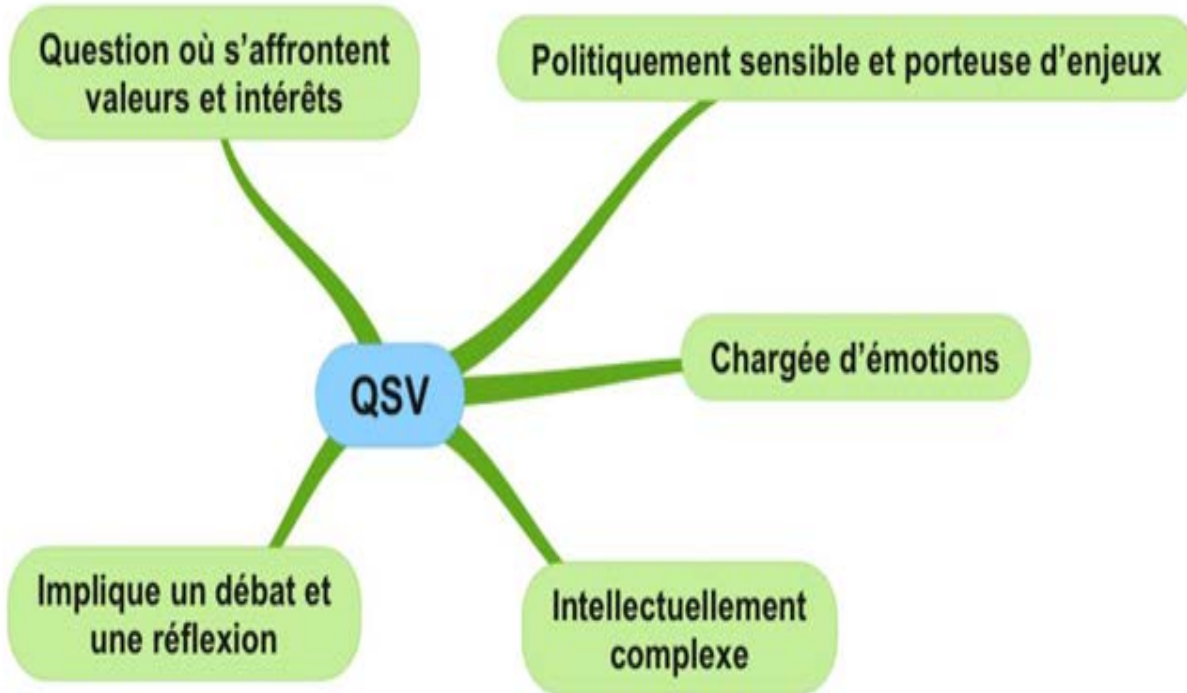 Question où s’affrontent
valeurs et intérêts
Politiquement sensible et porteuse d’enjeux
Chargée d’émotions
QSV
Implique un débat et
une réflexion
Intellectuellement
complexe